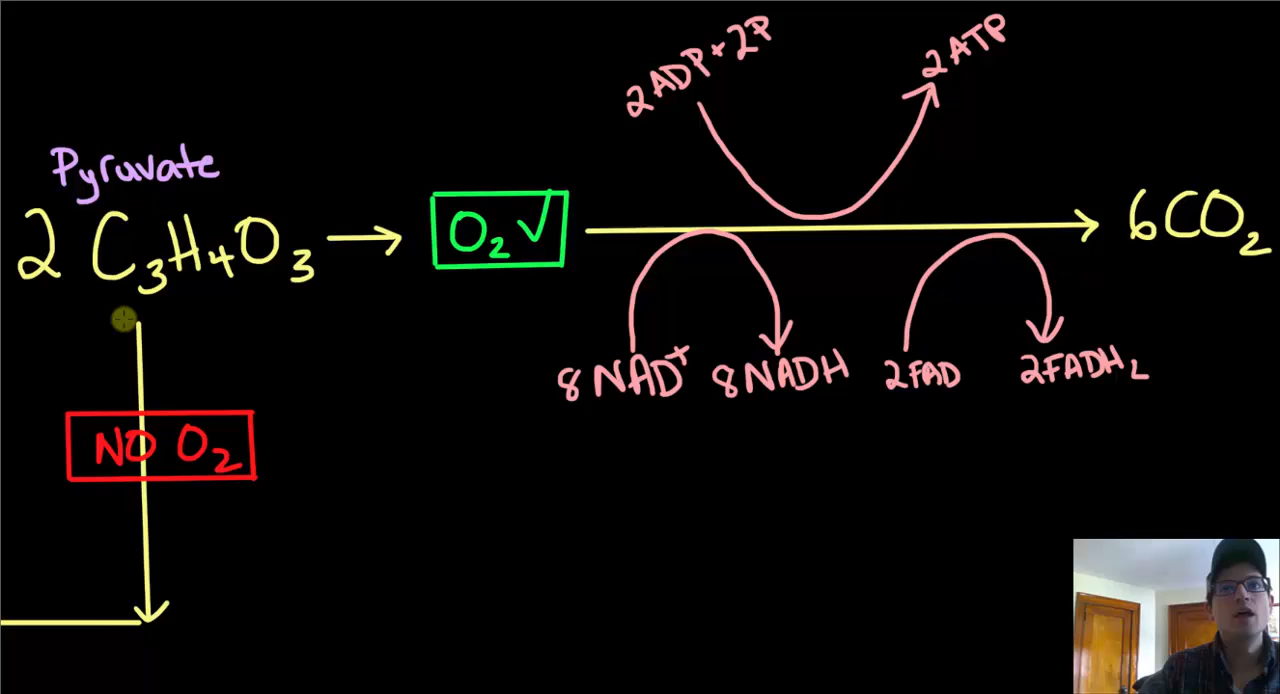 2ADP + 2P
2ATP
Pyruvate
2 C₃H₄O₃ → O₂ ✓ → 6CO₂
8NAD⁺ 8NADH 2FAD 2FADH₂
NO O₂